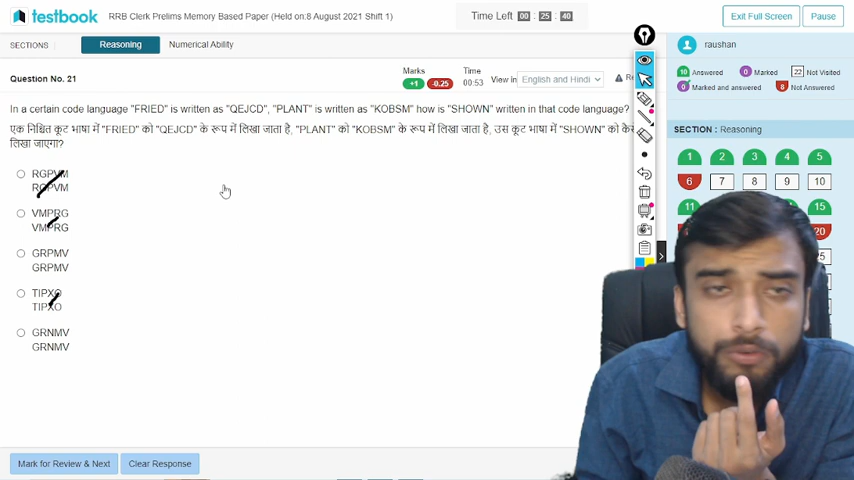 testbook
RRB Clerk Prelims Memory Based Paper (Held on:8 August 2021 Shift 1)
Time Left 00 : 25 : 40
Exit Full Screen
Pause
SECTIONS
Reasoning
Numerical Ability
raushan
Question No. 21
Marks
+1 -0.25
Time
00:53
View in
English and Hindi
Re
10 Answered
0 Marked
22 Not Visited
0 Marked and answered
8 Not Answered
In a certain code language "FRIED" is written as "QEJCD", "PLANT" is written as "KOBSM" how is "SHOWN" written in that code language?
एक निश्चित कूट भाषा में "FRIED" को "QEJCD" के रूप में लिखा जाता है, "PLANT" को "KOBSM" के रूप में लिखा जाता है, उस कूट भाषा में "SHOWN" को
लिखा जाएगा?
SECTION : Reasoning
1 2 3 4 5
6 7 8 9 10
11 15
20
RGPVM
RGPVM
VMPRG
VMPRG
GRPMV
GRPMV
TIPXO
TIPXO
GRNMV
GRNMV
Mark for Review & Next
Clear Response